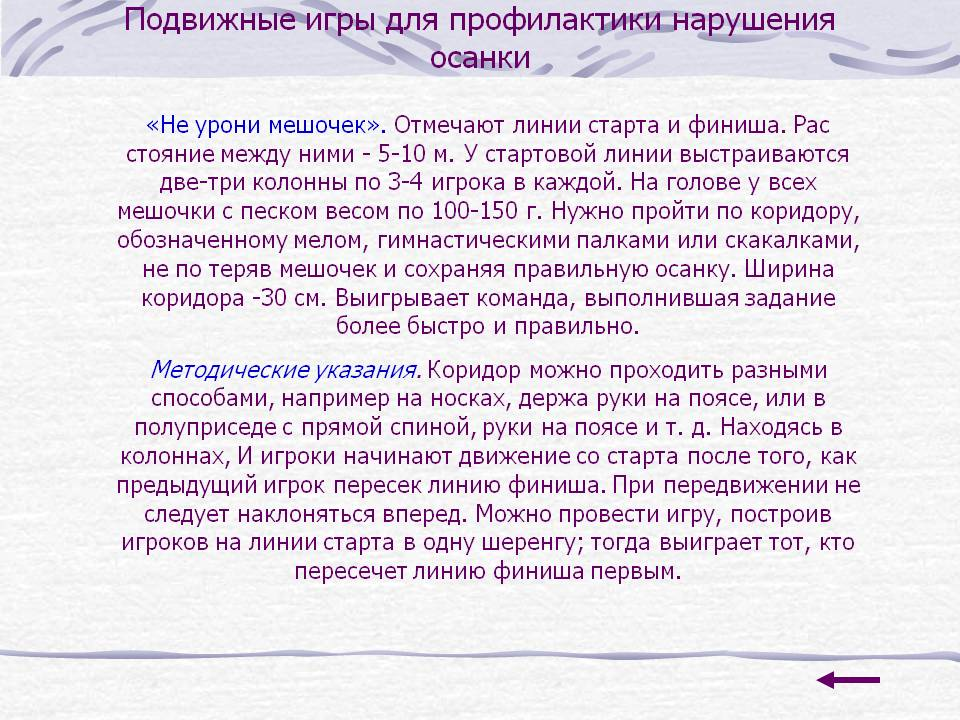 Подвижные игры для профилактики нарушения
осанки
«Не урони мешочек». Отмечают линии старта и финиша. Рас
стояние между ними - 5-10 м. У стартовой линии выстраиваются
две-три колонны по 3-4 игрока в каждой. На голове у всех
мешочки с песком весом по 100-150 г. Нужно пройти по коридору,
обозначенному мелом, гимнастическими палками или скакалками,
не по теряв мешочек и сохраняя правильную осанку. Ширина
коридора -30 см. Выигрывает команда, выполнившая задание
более быстро и правильно.
Методические указания. Коридор можно проходить разными
способами, например на носках, держа руки на поясе, или в
полуприседе с прямой спиной, руки на поясе и т. д. Находясь в
колоннах, И игроки начинают движение со старта после того, как
предыдущий игрок пересек линию финиша. При передвижении не
следует наклоняться вперед. Можно провести игру, построив
игроков на линии старта в одну шеренгу; тогда выиграет тот, кто
пересечет линию финиша первым.